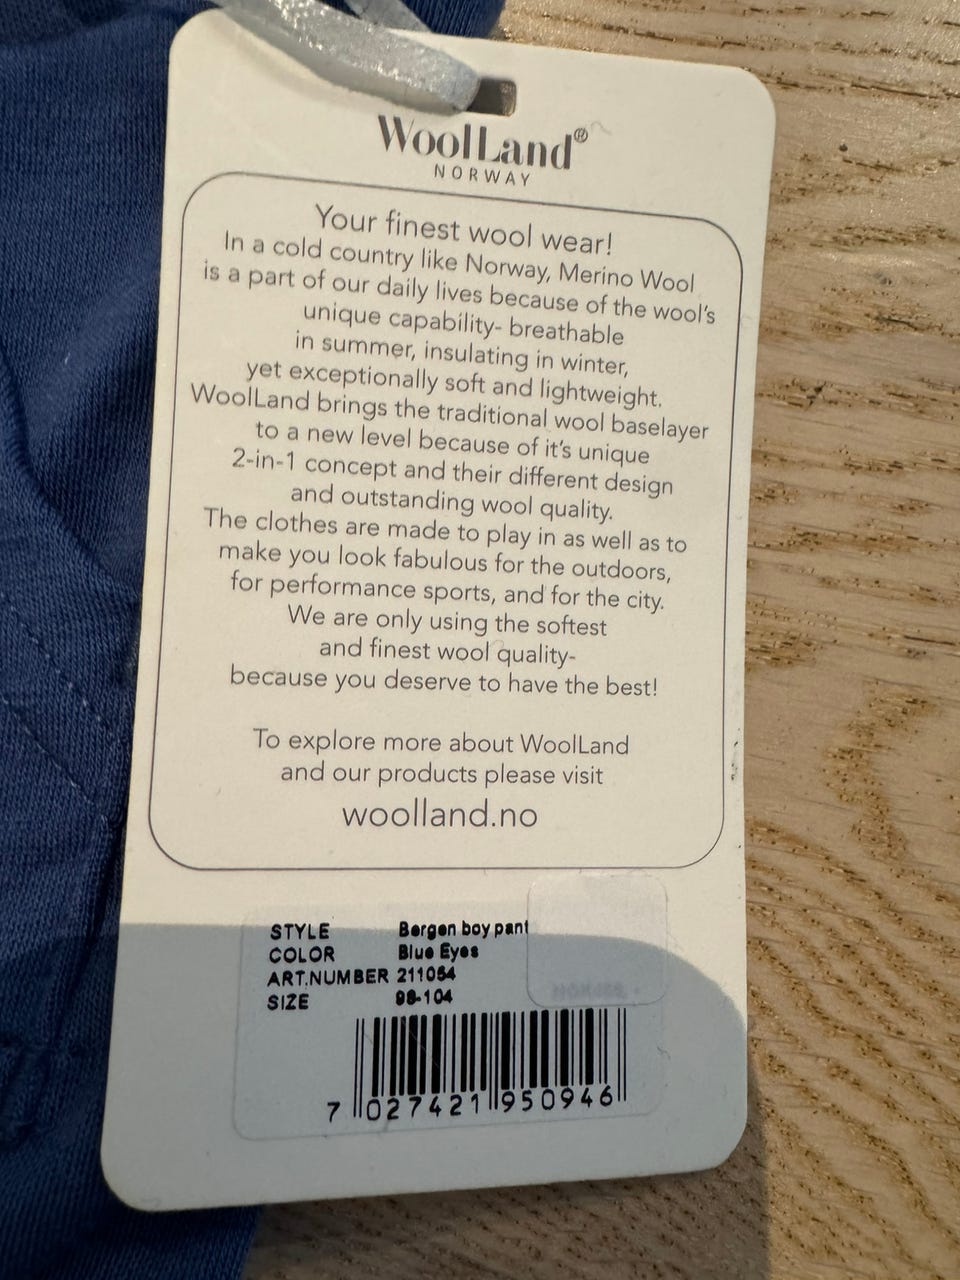 WoolLand®
NORWAY
Your finest wool wear!
In a cold country like Norway, Merino Wool
is a part of our daily lives because of the wool's
unique capability- breathable
in summer, insulating in winter,
yet exceptionally soft and lightweight.
WoolLand brings the traditional wool baselayer
to a new level because of it's unique
2-in-1 concept and their different design
and outstanding wool quality.
The clothes are made to play in as well as to
make you look fabulous for the outdoors,
for performance sports, and for the city.
We are only using the softest
and finest wool quality-
because you deserve to have the best!
To explore more about WoolLand
and our products please visit
woolland.no
STYLE Bergen boy pant
COLOR Blue Eyes
ART.NUMBER 211054
SIZE 98-104
7 027421 950946